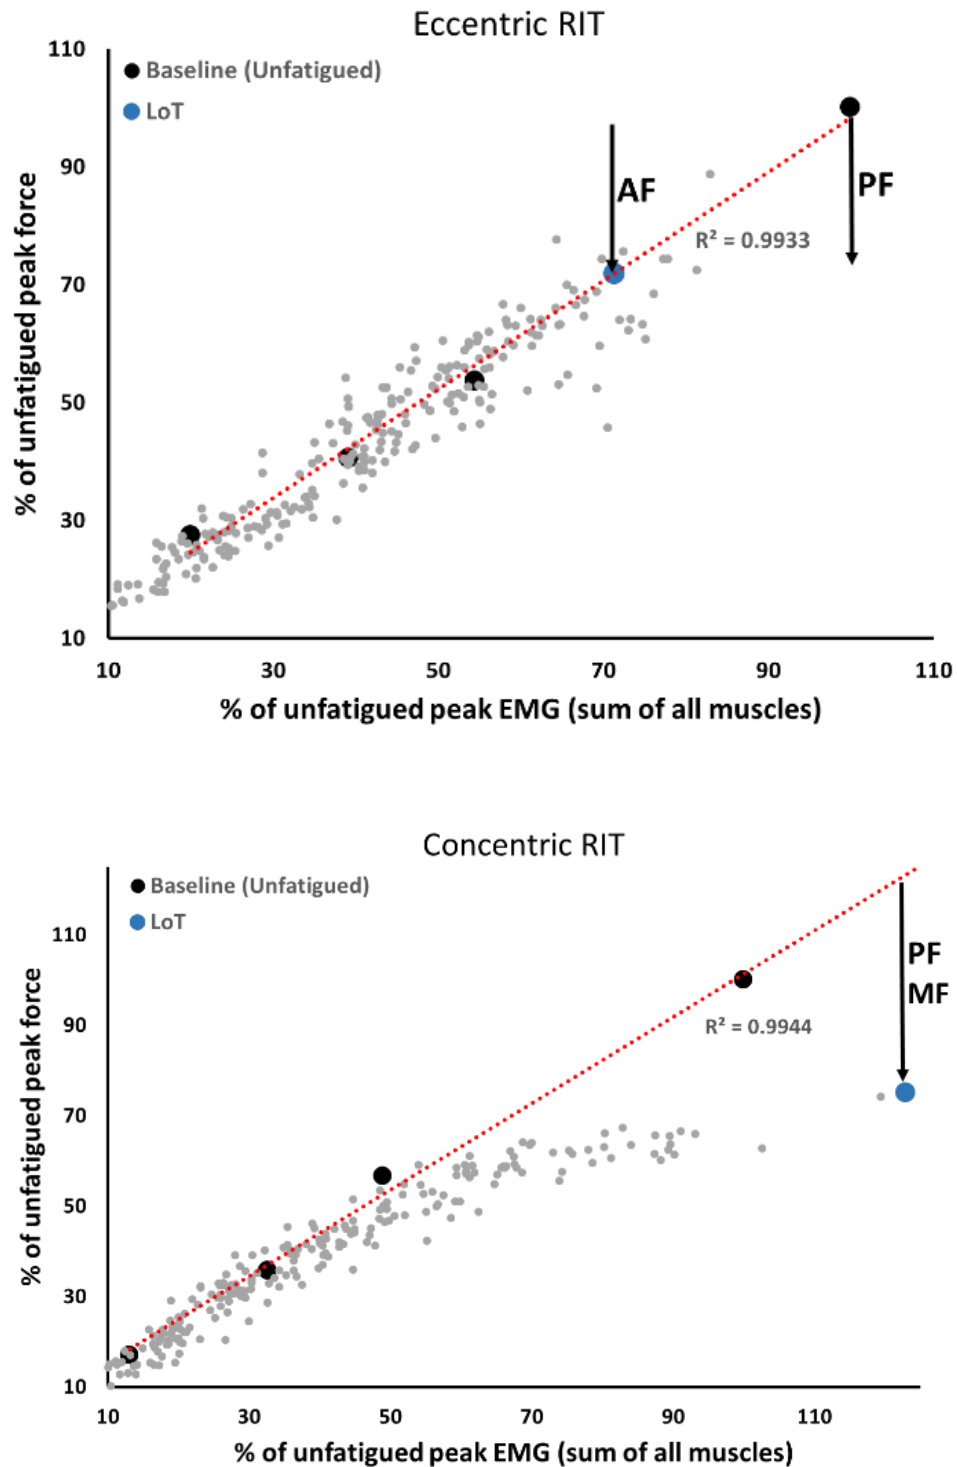 Eccentric RIT
110
Baseline (Unfatigued)
LoT
90
AF
PF
R² = 0.9933
70
50
30
10
% of unfatigued peak force
10 30 50 70 90 110
% of unfatigued peak EMG (sum of all muscles)
Concentric RIT
Baseline (Unfatigued)
LoT
110
PF
MF
90
R² = 0.9944
70
50
30
10
% of unfatigued peak force
10 30 50 70 90 110
% of unfatigued peak EMG (sum of all muscles)